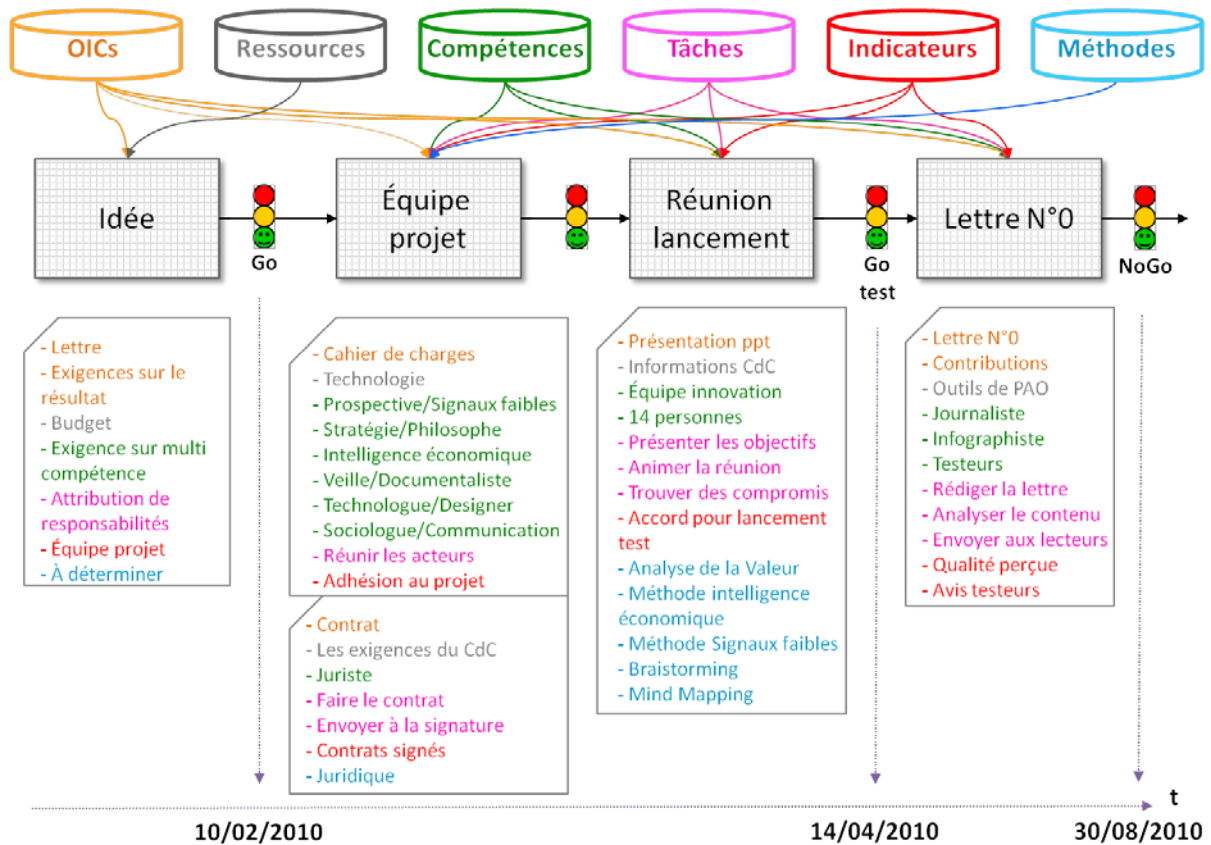 OICs
Ressources
Compétences
Tâches
Indicateurs
Méthodes
Idée
Go
Équipe
projet
Réunion
lancement
Go
test
Lettre N°0
NoGo
- Lettre
- Exigences sur le
résultat
- Budget
- Exigence sur multi
compétence
- Attribution de
responsabilités
- Équipe projet
- À déterminer
- Cahier de charges
- Technologie
- Prospective/Signaux faibles
- Stratégie/Philosophe
- Intelligence économique
- Veille/Documentaliste
- Technologue/Designer
- Sociologue/Communication
- Réunir les acteurs
- Adhésion au projet
- Contrat
- Les exigences du CdC
- Juriste
- Faire le contrat
- Envoyer à la signature
- Contrats signés
- Juridique
- Présentation ppt
- Informations CdC
- Équipe innovation
- 14 personnes
- Présenter les objectifs
- Animer la réunion
- Trouver des compromis
- Accord pour lancement
test
- Analyse de la Valeur
- Méthode intelligence
économique
- Méthode Signaux faibles
- Braistorming
- Mind Mapping
- Lettre N°0
- Contributions
- Outils de PAO
- Journaliste
- Infographiste
- Testeurs
- Rédiger la lettre
- Analyser le contenu
- Envoyer aux lecteurs
- Qualité perçue
- Avis testeurs
t
10/02/2010
14/04/2010
30/08/2010